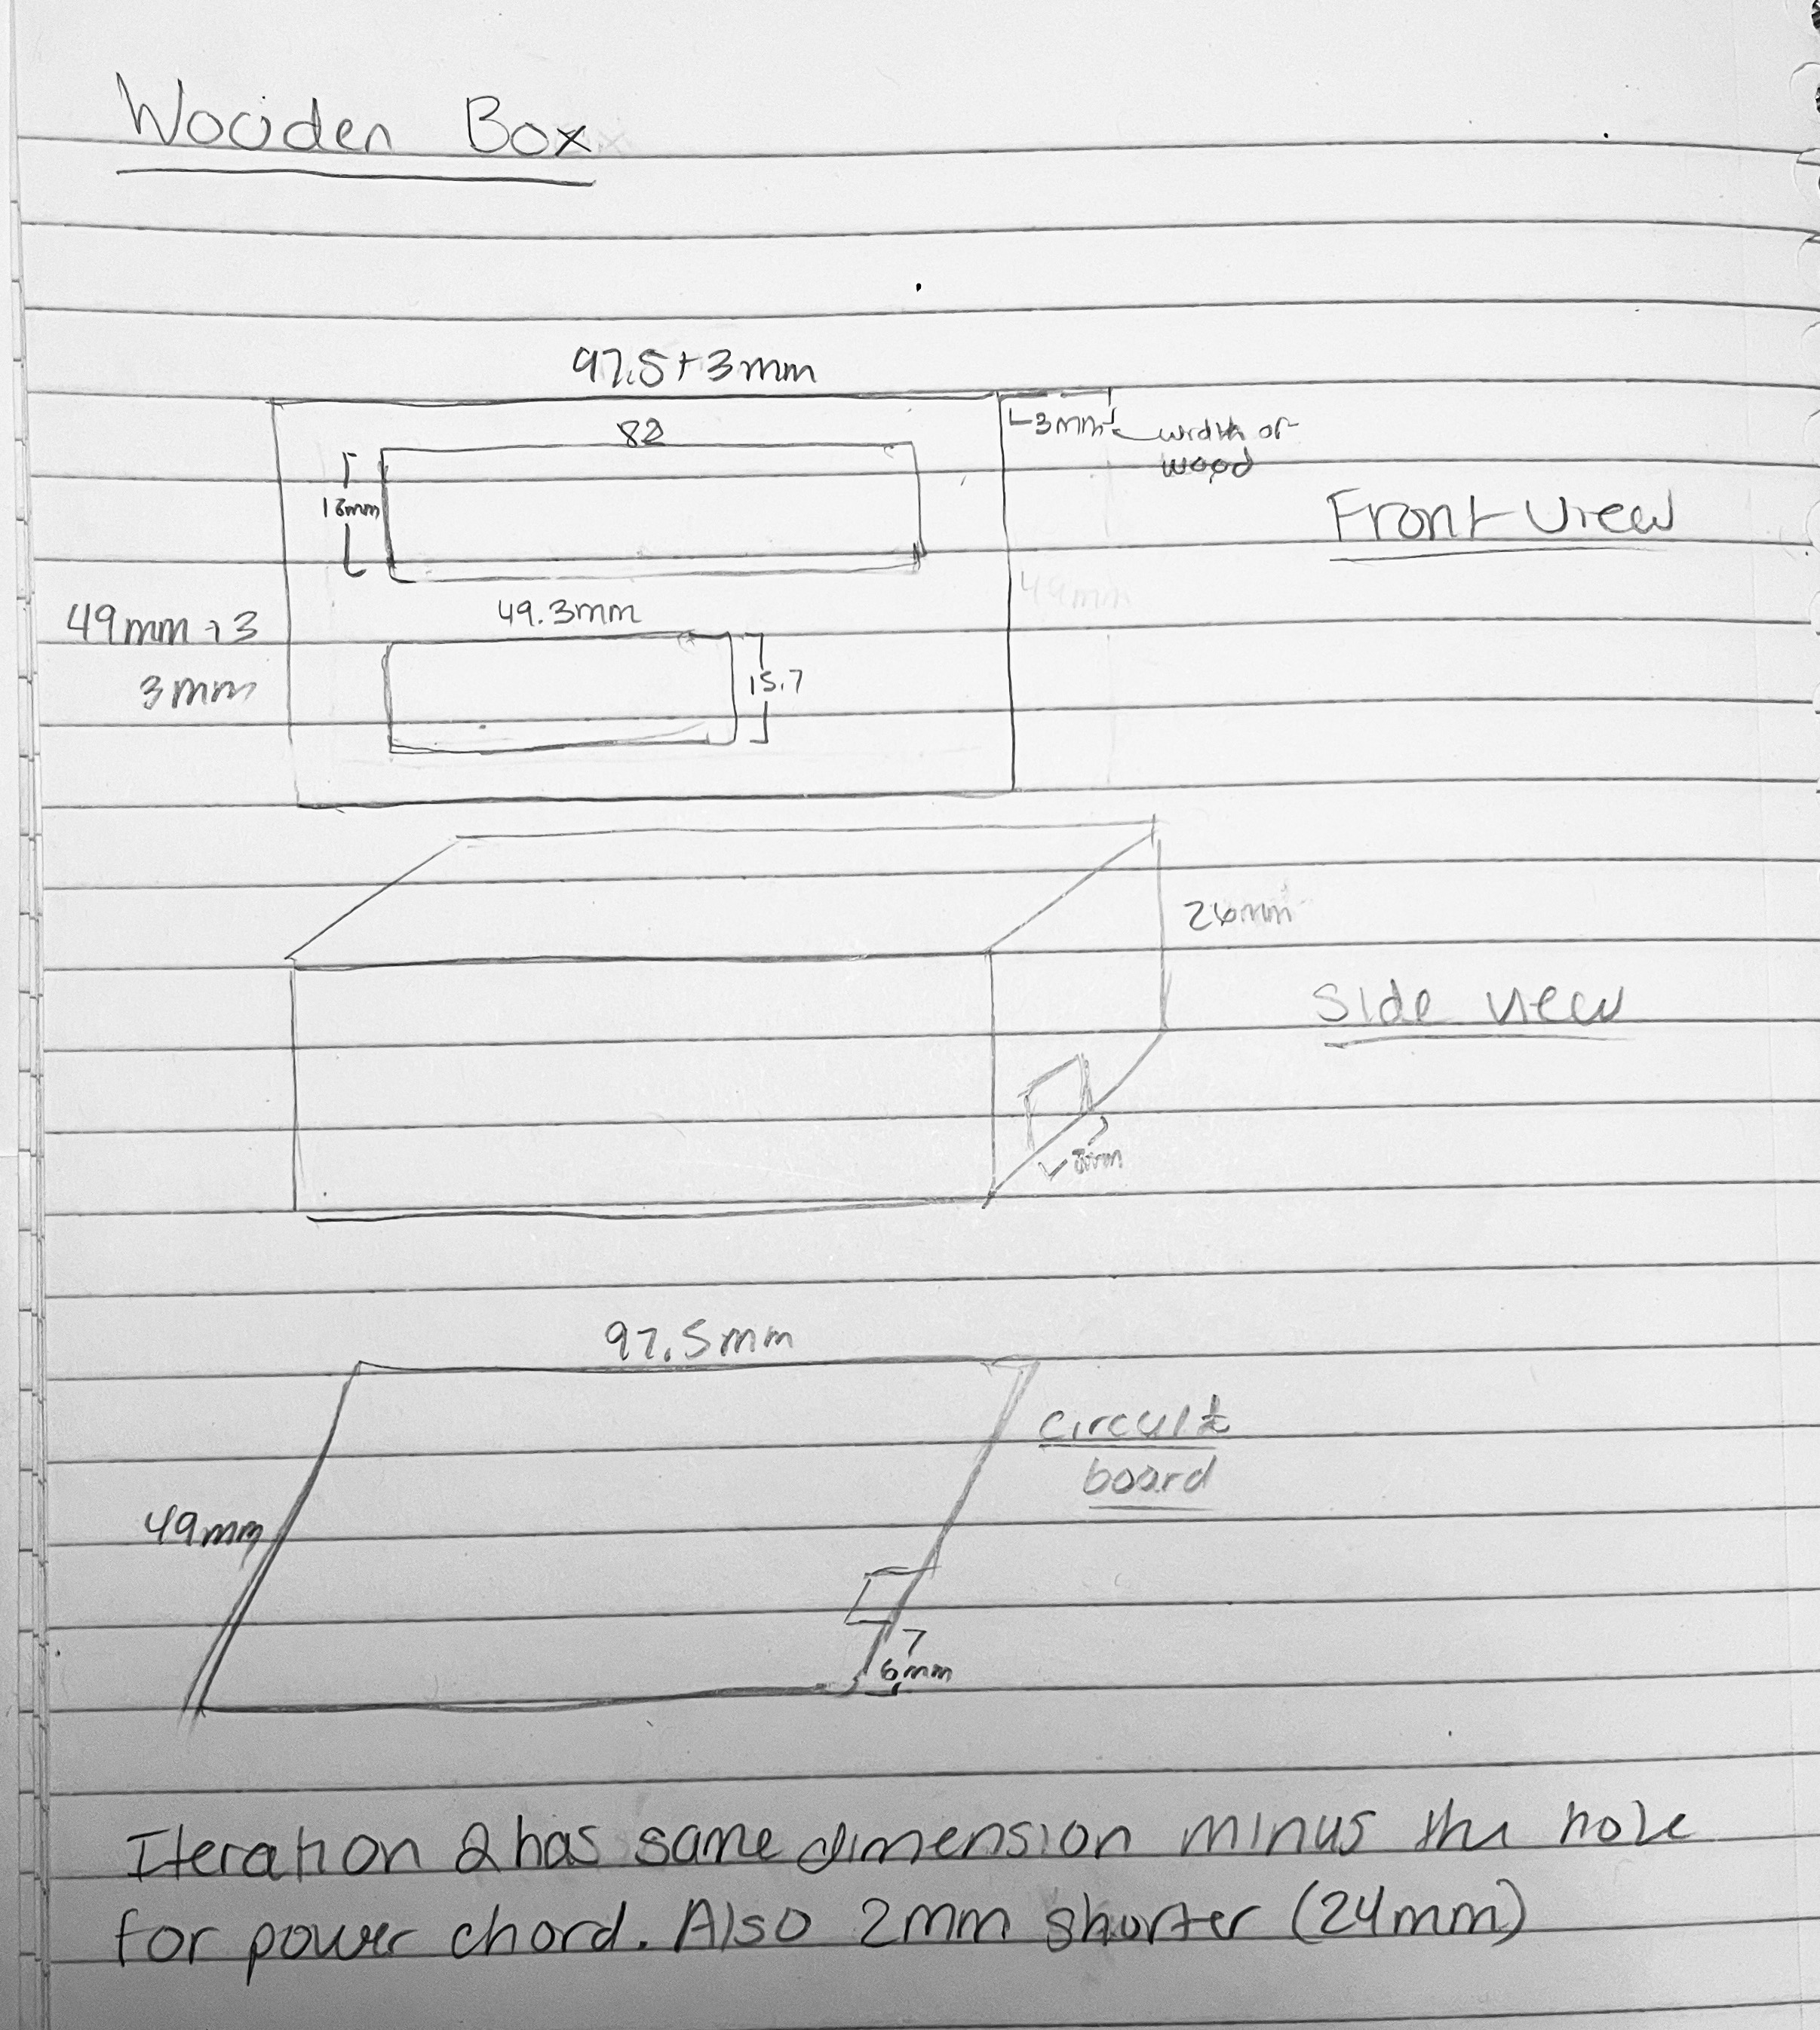 Wooden Box
97.5+3mm
82
3mm
width of
wood
18mm
Front View
49mm+3
3mm
49mm
49.3mm
15.7
26mm
Side view
8mm
97.5mm
circuit
board
49mm
6mm
Iteration 2 has same dimension minus the hole
for power chord. Also 2mm shorter (24mm)